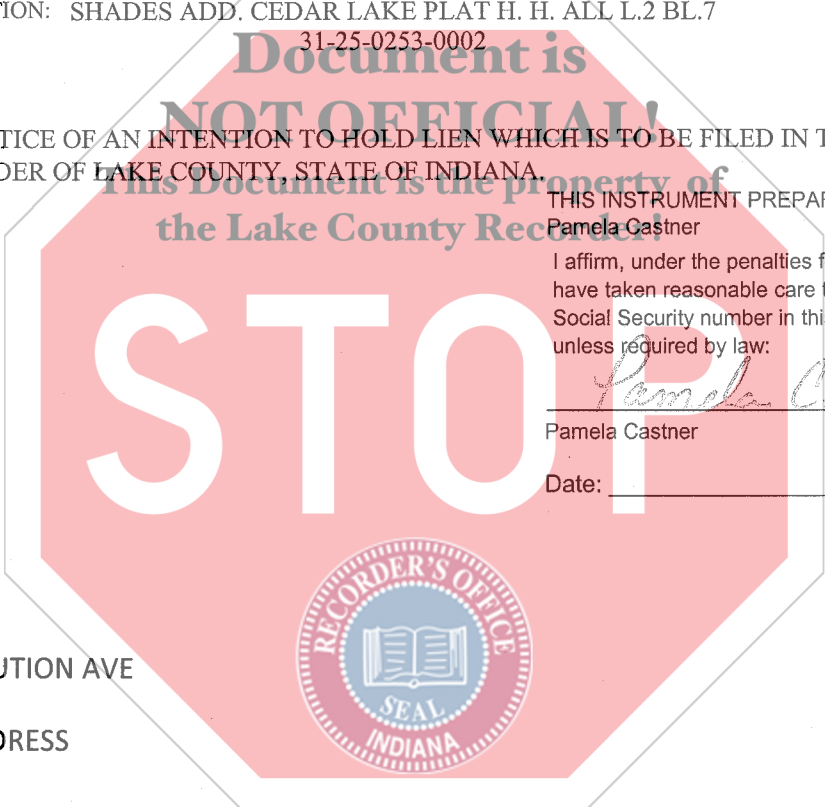 TION: SHADES ADD. CEDAR LAKE PLAT H. H. ALL L.2 BL.7
31-25-0253-0002
Document is
NOT OFFICIAL!
TICE OF AN INTENTION TO HOLD LIEN WHICH IS TO BE FILED IN T
DER OF LAKE COUNTY, STATE OF INDIANA.
This Document is the property of
the Lake County Recorder!
THIS INSTRUMENT PREPAR
Pamela Castner
I affirm, under the penalties f
have taken reasonable care t
Social Security number in thi
unless required by law:
Pamela C
Pamela Castner
Date:
STOP
RECORDER'S OFFICE
SEAL
INDIANA
UTION AVE
DRESS